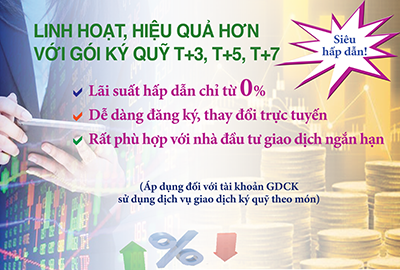 LINH HOẠT, HIỆU QUẢ HƠN
VỚI GÓI KÝ QUỸ T+3, T+5, T+7
Siêu
hấp dẫn!
Lãi suất hấp dẫn chỉ từ 0%
Dễ dàng đăng ký, thay đổi trực tuyến
Rất phù hợp với nhà đầu tư giao dịch ngắn hạn
(Áp dụng đối với tài khoản GDCK
sử dụng dịch vụ giao dịch ký quỹ theo món)
%